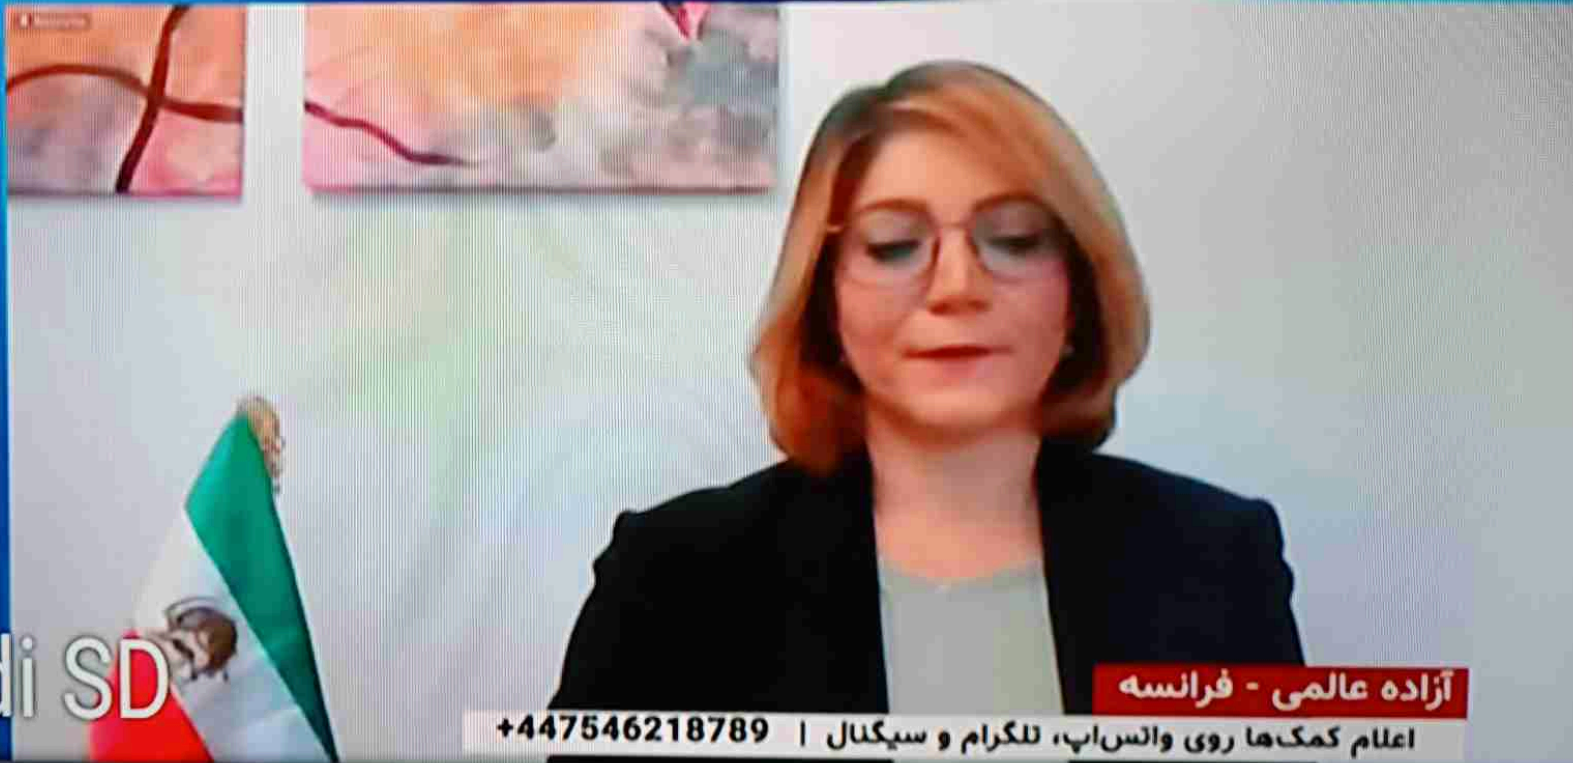 di SD
آزاده عالمی - فرانسه
اعلام کمک‌ها روی واتس‌اپ، تلگرام و سیگنال | +447546218789